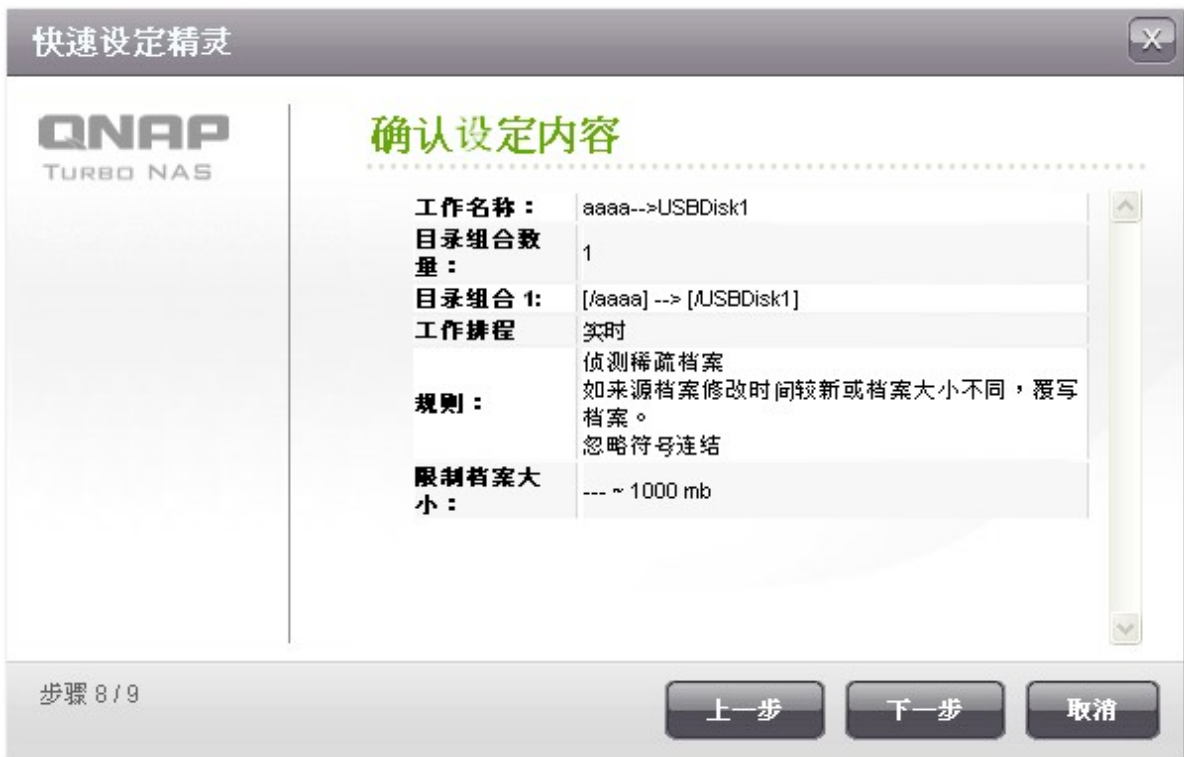 快速设定精灵
X
QNAP
TURBO NAS
确认设定内容
工作名称：
aaaa-->USBDisk1
目录组合数
量：
1
目录组合 1:
[/aaaa] --> [/USBDisk1]
工作排程
实时
规则：
侦测稀疏档案
如来源档案修改时间较新或档案大小不同，覆写
档案。
忽略符号连结
限制档案大
小：
--- ~ 1000 mb
步骤 8 / 9
上一步
下一步
取消